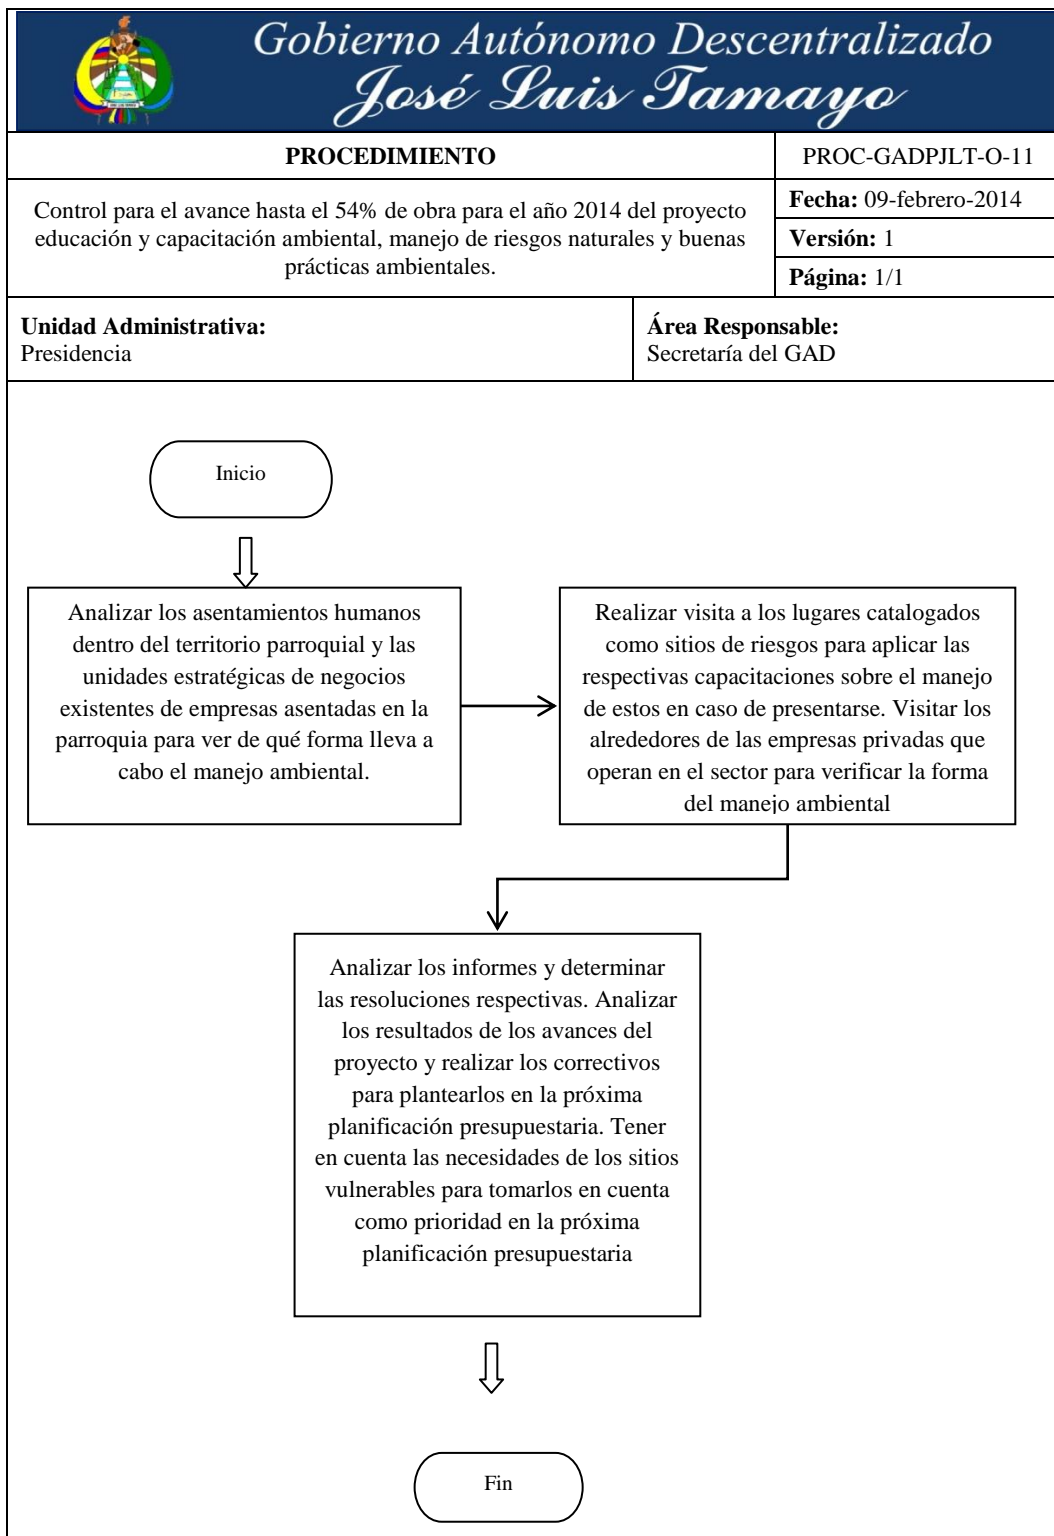 Gobierno Autónomo Descentralizado
José Luis Tamayo
PROCEDIMIENTO
PROC-GADPJLT-O-11
Control para el avance hasta el 54% de obra para el año 2014 del proyecto
educación y capacitación ambiental, manejo de riesgos naturales y buenas
prácticas ambientales.
Fecha: 09-febrero-2014
Versión: 1
Página: 1/1
Unidad Administrativa:
Presidencia
Área Responsable:
Secretaría del GAD
Inicio
Analizar los asentamientos humanos
dentro del territorio parroquial y las
unidades estratégicas de negocios
existentes de empresas asentadas en la
parroquia para ver de qué forma lleva a
cabo el manejo ambiental.
Realizar visita a los lugares catalogados
como sitios de riesgos para aplicar las
respectivas capacitaciones sobre el manejo
de estos en caso de presentarse. Visitar los
alrededores de las empresas privadas que
operan en el sector para verificar la forma
del manejo ambiental
Analizar los informes y determinar
las resoluciones respectivas. Analizar
los resultados de los avances del
proyecto y realizar los correctivos
para plantearlos en la próxima
planificación presupuestaria. Tener
en cuenta las necesidades de los sitios
vulnerables para tomarlos en cuenta
como prioridad en la próxima
planificación presupuestaria
Fin